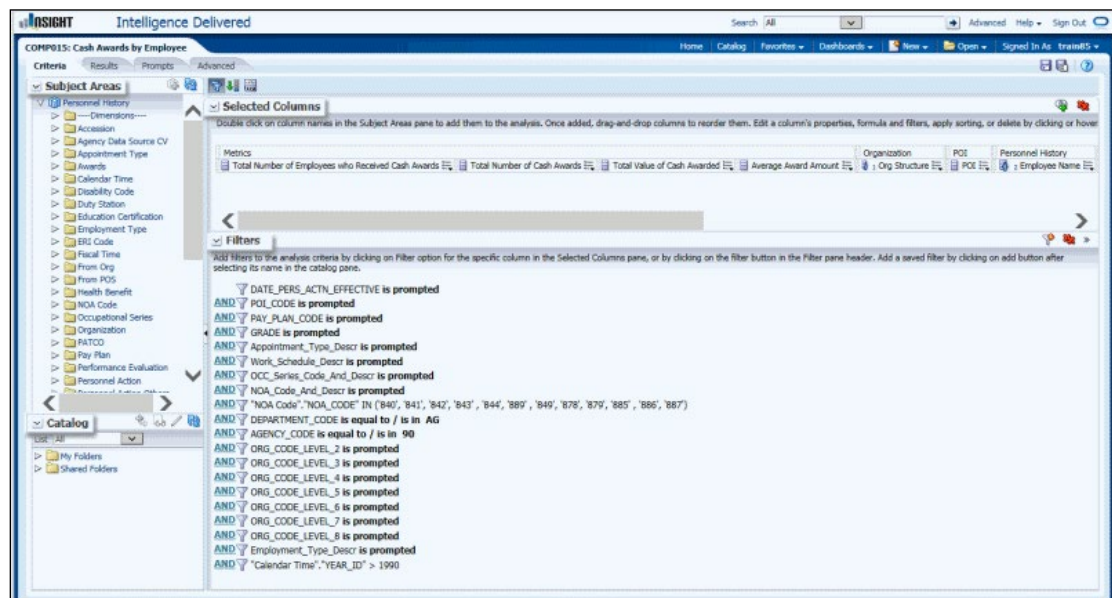 INSIGHT Intelligence Delivered Search All Advanced Help Sign Out
COMP015: Cash Awards by Employee Home Catalog Favorites Dashboards New Open Signed In As train85
Criteria Results Prompts Advanced
Subject Areas
Personnel History
----Dimensions----
Accession
Agency Data Source CV
Appointment Type
Awards
Calendar Time
Disability Code
Duty Station
Education Certification
Employment Type
ERI Code
Fiscal Time
From Org
From POS
Health Benefit
NOA Code
Occupational Series
Organization
PATCO
Pay Plan
Performance Evaluation
Personnel Action
Catalog
List All
My Folders
Shared Folders
Selected Columns
Double click on column names in the Subject Areas pane to add them to the analysis. Once added, drag-and-drop columns to reorder them. Edit a column's properties, formula and filters, apply sorting, or delete by clicking or hover
Metrics Organization POI Personnel History
Total Number of Employees who Received Cash Awards Total Number of Cash Awards Total Value of Cash Awarded Average Award Amount Org Structure POI Employee Name
Filters
Add filters to the analysis criteria by clicking on Filter option for the specific column in the Selected Columns pane, or by clicking on the filter button in the Filter pane header. Add a saved filter by clicking on add button after
selecting its name in the catalog pane.
DATE_PERS_ACTN_EFFECTIVE is prompted
AND POI_CODE is prompted
AND PAY_PLAN_CODE is prompted
AND GRADE is prompted
AND Appointment_Type_Descr is prompted
AND Work_Schedule_Descr is prompted
AND OCC_Series_Code_And_Descr is prompted
AND NOA_Code_And_Descr is prompted
AND "NOA Code"."NOA_CODE" IN ('840', '841', '842', '843' , '844', '889' , '849', '878', '879', '885' , '886', '887')
AND DEPARTMENT_CODE is equal to / is in AG
AND AGENCY_CODE is equal to / is in 90
AND ORG_CODE_LEVEL_2 is prompted
AND ORG_CODE_LEVEL_3 is prompted
AND ORG_CODE_LEVEL_4 is prompted
AND ORG_CODE_LEVEL_5 is prompted
AND ORG_CODE_LEVEL_6 is prompted
AND ORG_CODE_LEVEL_7 is prompted
AND ORG_CODE_LEVEL_8 is prompted
AND Employment_Type_Descr is prompted
AND "Calendar Time"."YEAR_ID" > 1990